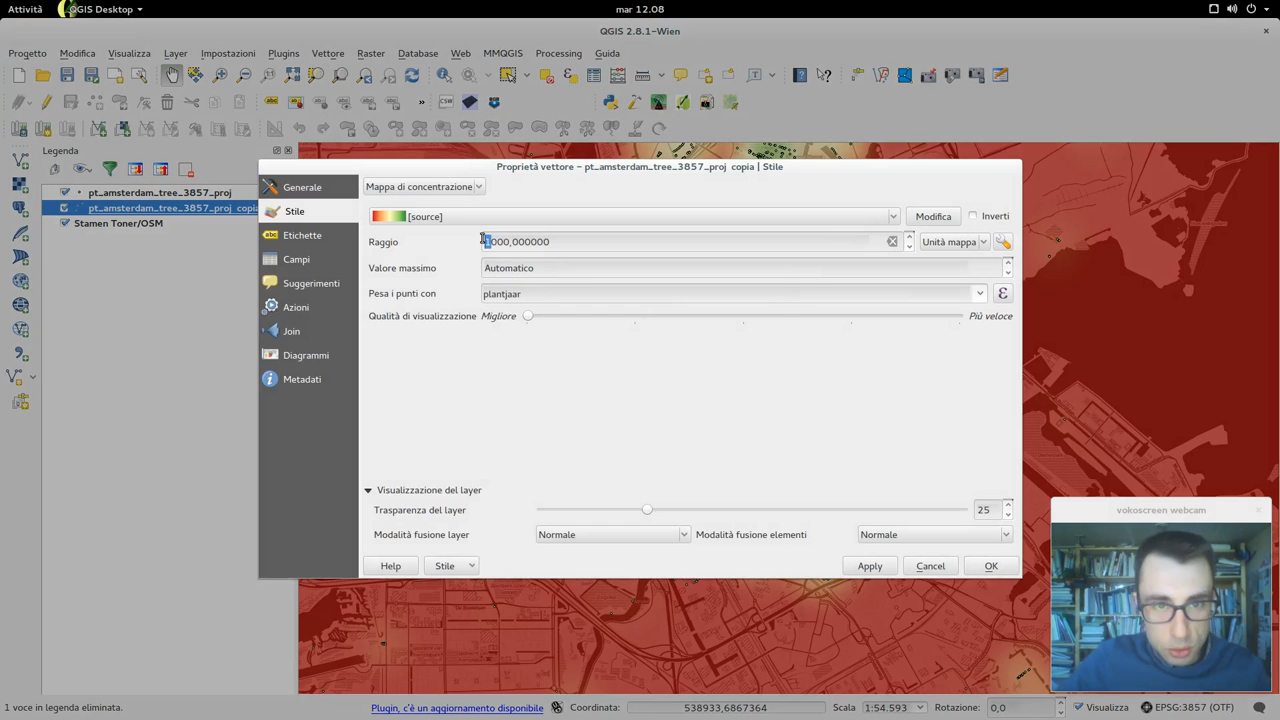 Attività
QGIS Desktop
mar 12.08
QGIS 2.8.1-Wien
Progetto
Modifica
Visualizza
Layer
Impostazioni
Plugins
Vettore
Raster
Database
Web
MMQGIS
Processing
Guida
Legenda
pt_amsterdam_tree_3857_proj
pt_amsterdam_tree_3857_proj copia
Stamen Toner/OSM
Proprietà vettore – pt_amsterdam_tree_3857_proj copia | Stile
Generale
Stile
Etichette
Campi
Suggerimenti
Azioni
Join
Diagrammi
Metadati
Mappa di concentrazione
[source]
Modifica
Inverti
Raggio
1000,000000
Unità mappa
Valore massimo
Automatico
Pesa i punti con
plantjaar
Qualità di visualizzazione
Migliore
Più veloce
Visualizzazione del layer
Trasparenza del layer
25
Modalità fusione layer
Normale
Modalità fusione elementi
Normale
Help
Stile
Apply
Cancel
OK
vokoscreen webcam
1 voce in legenda eliminata.
Plugin, c'è un aggiornamento disponibile
Coordinata:
538933,6867364
Scala
1:54.593
Rotazione:
0,0
Visualizza
EPSG:3857 (OTF)